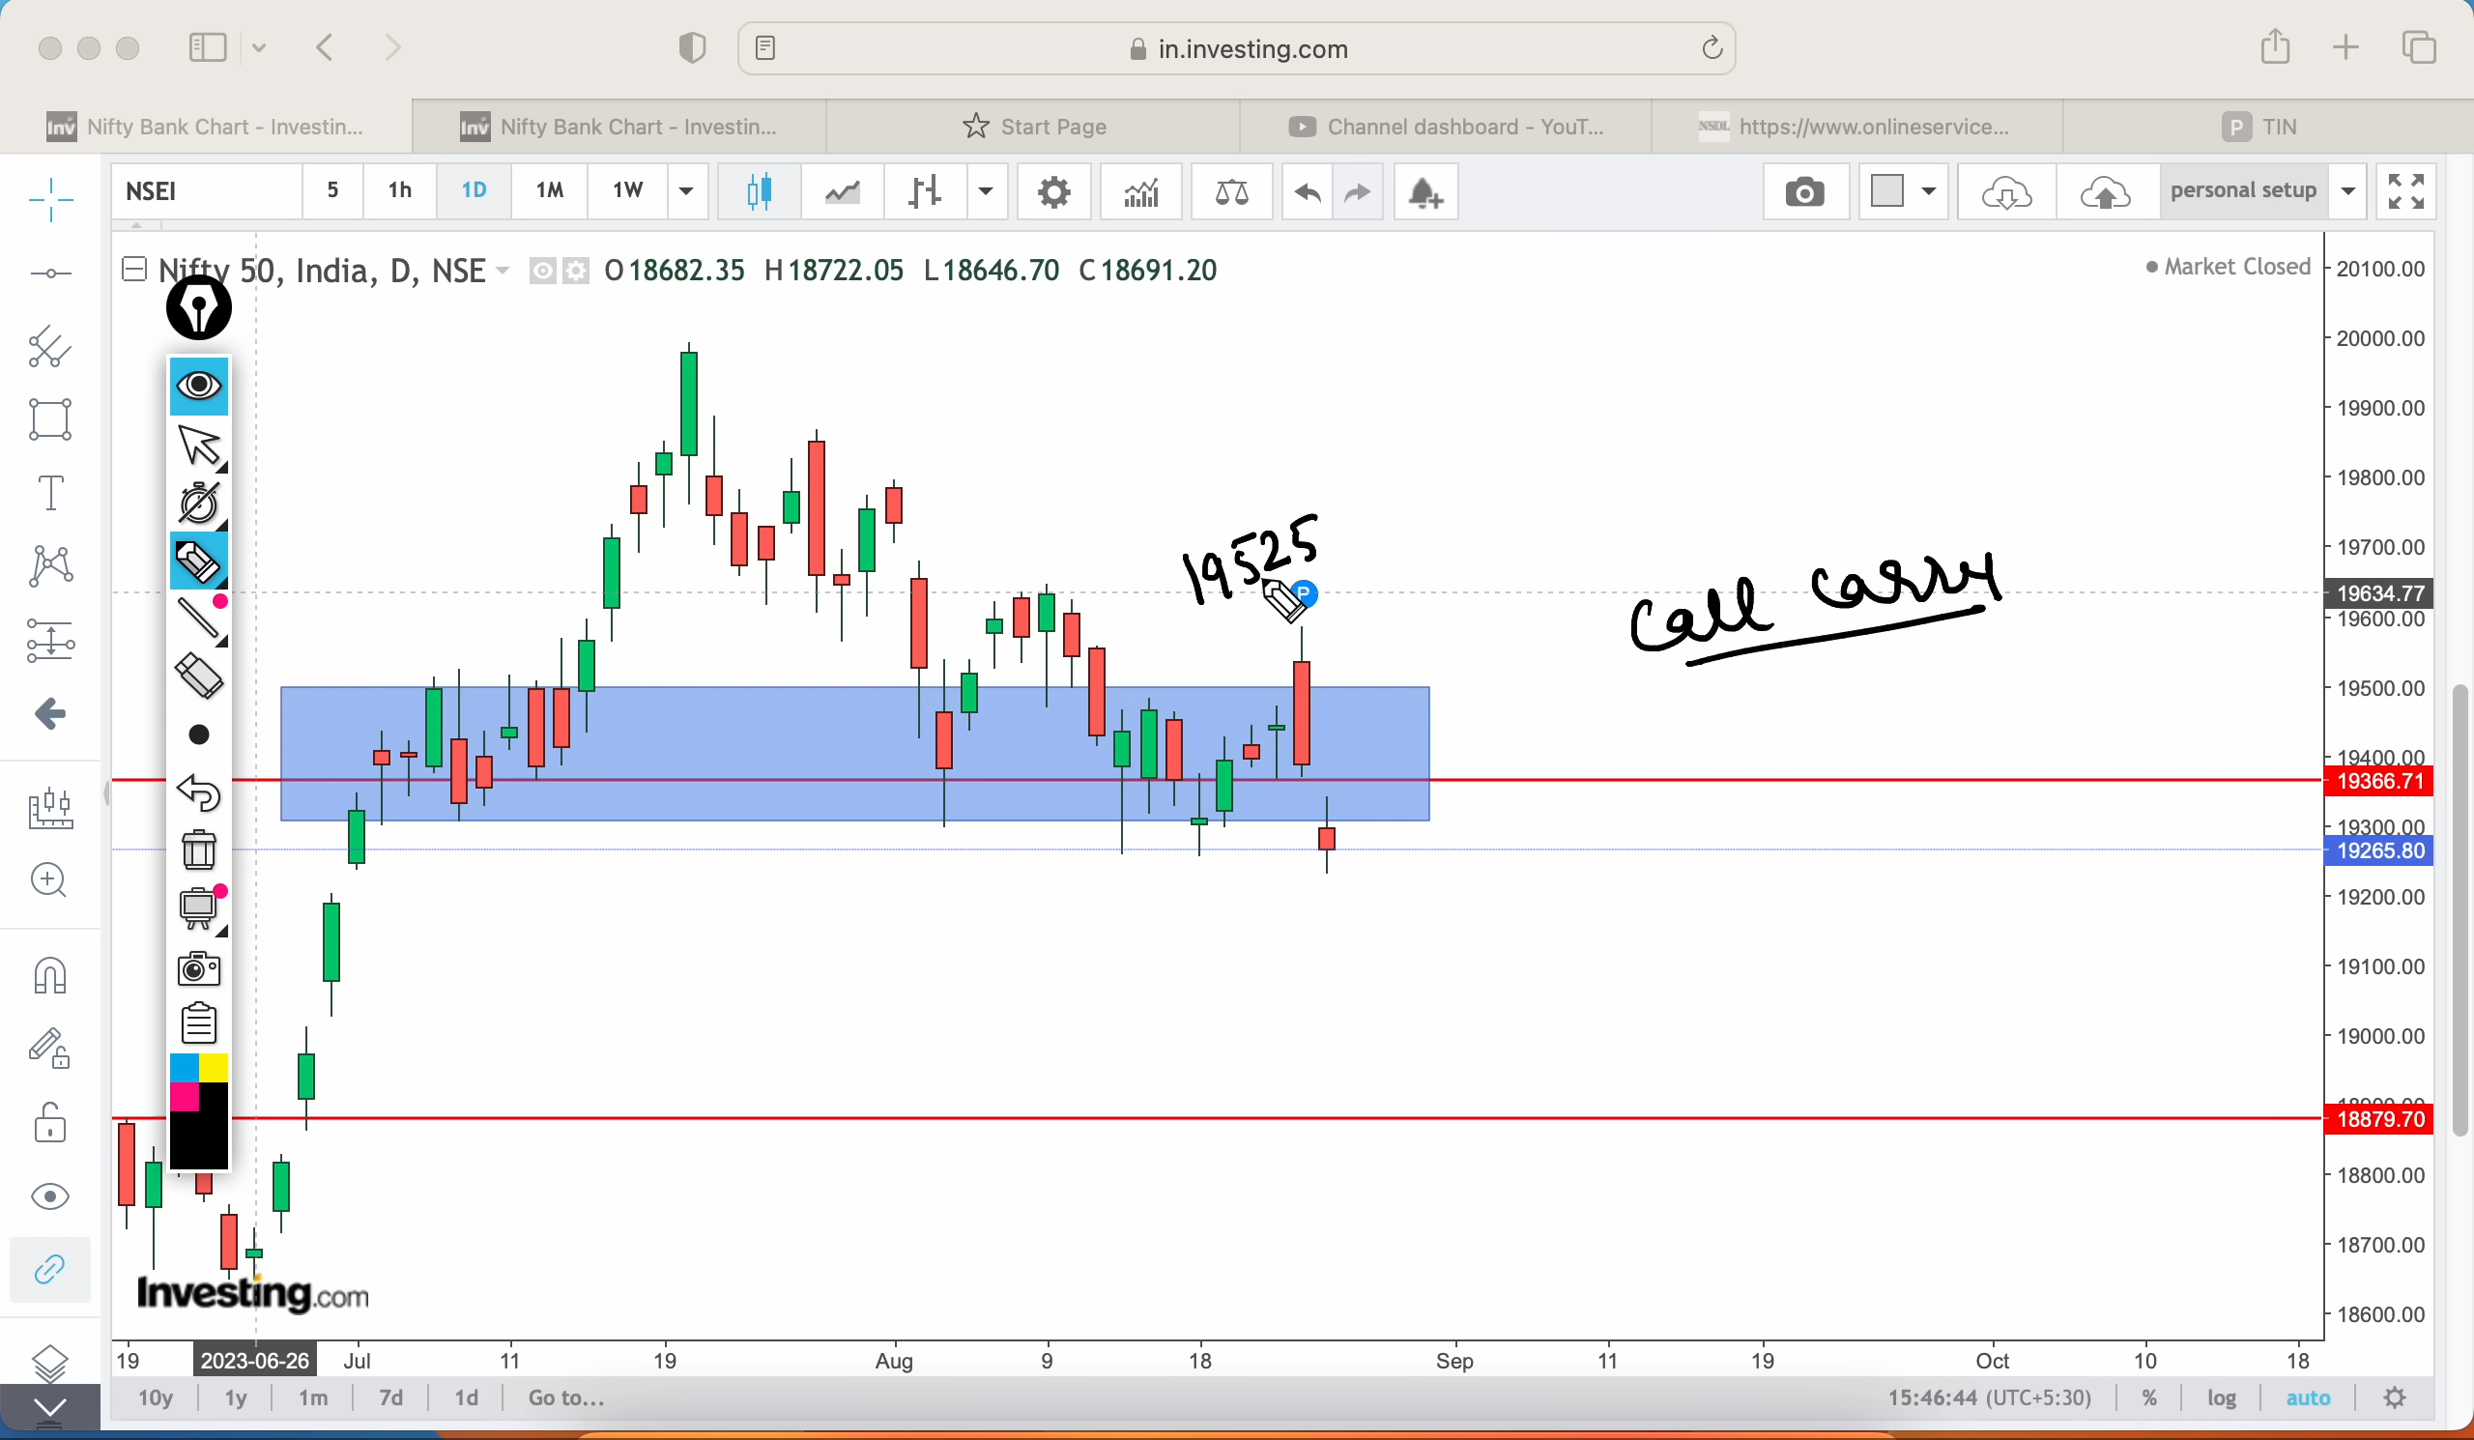 in.investing.com
Inv Nifty Bank Chart - Investin...
Inv Nifty Bank Chart - Investin...
Start Page
Channel dashboard - YouT...
NSDL https://www.onlineservice...
P TIN
NSEI 5 1h 1D 1M 1W
personal setup
Nifty 50, India, D, NSE O 18682.35 H 18722.05 L 18646.70 C 18691.20
Market Closed
20100.00
20000.00
19900.00
19800.00
19700.00
19634.77
19600.00
19500.00
19400.00
19366.71
19300.00
19265.80
19200.00
19100.00
19000.00
18879.70
18800.00
18700.00
18600.00
19525
P
Call Carry
Investing.com
19 2023-06-26 Jul 11 19 Aug 9 18 Sep 11 19 Oct 10 18
10y 1y 1m 7d 1d Go to...
15:46:44 (UTC+5:30) % log auto